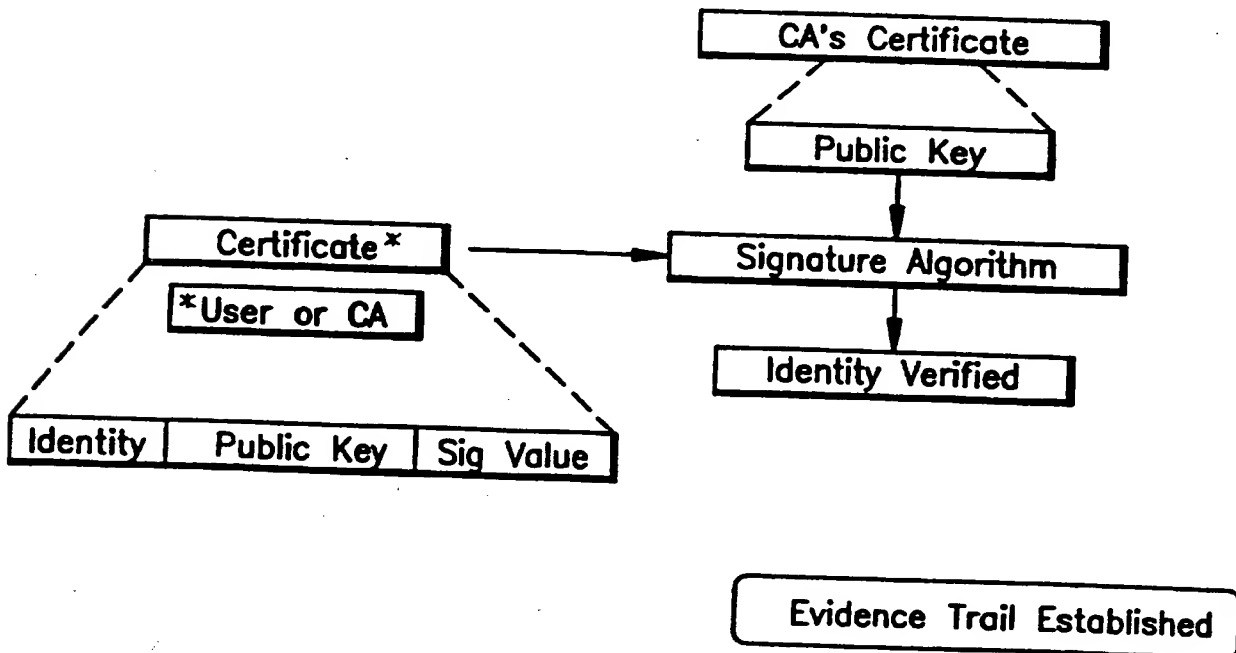 CA's Certificate
Public Key
Certificate*
Signature Algorithm
*User or CA
Identity Verified
Identity Public Key Sig Value
Evidence Trail Established